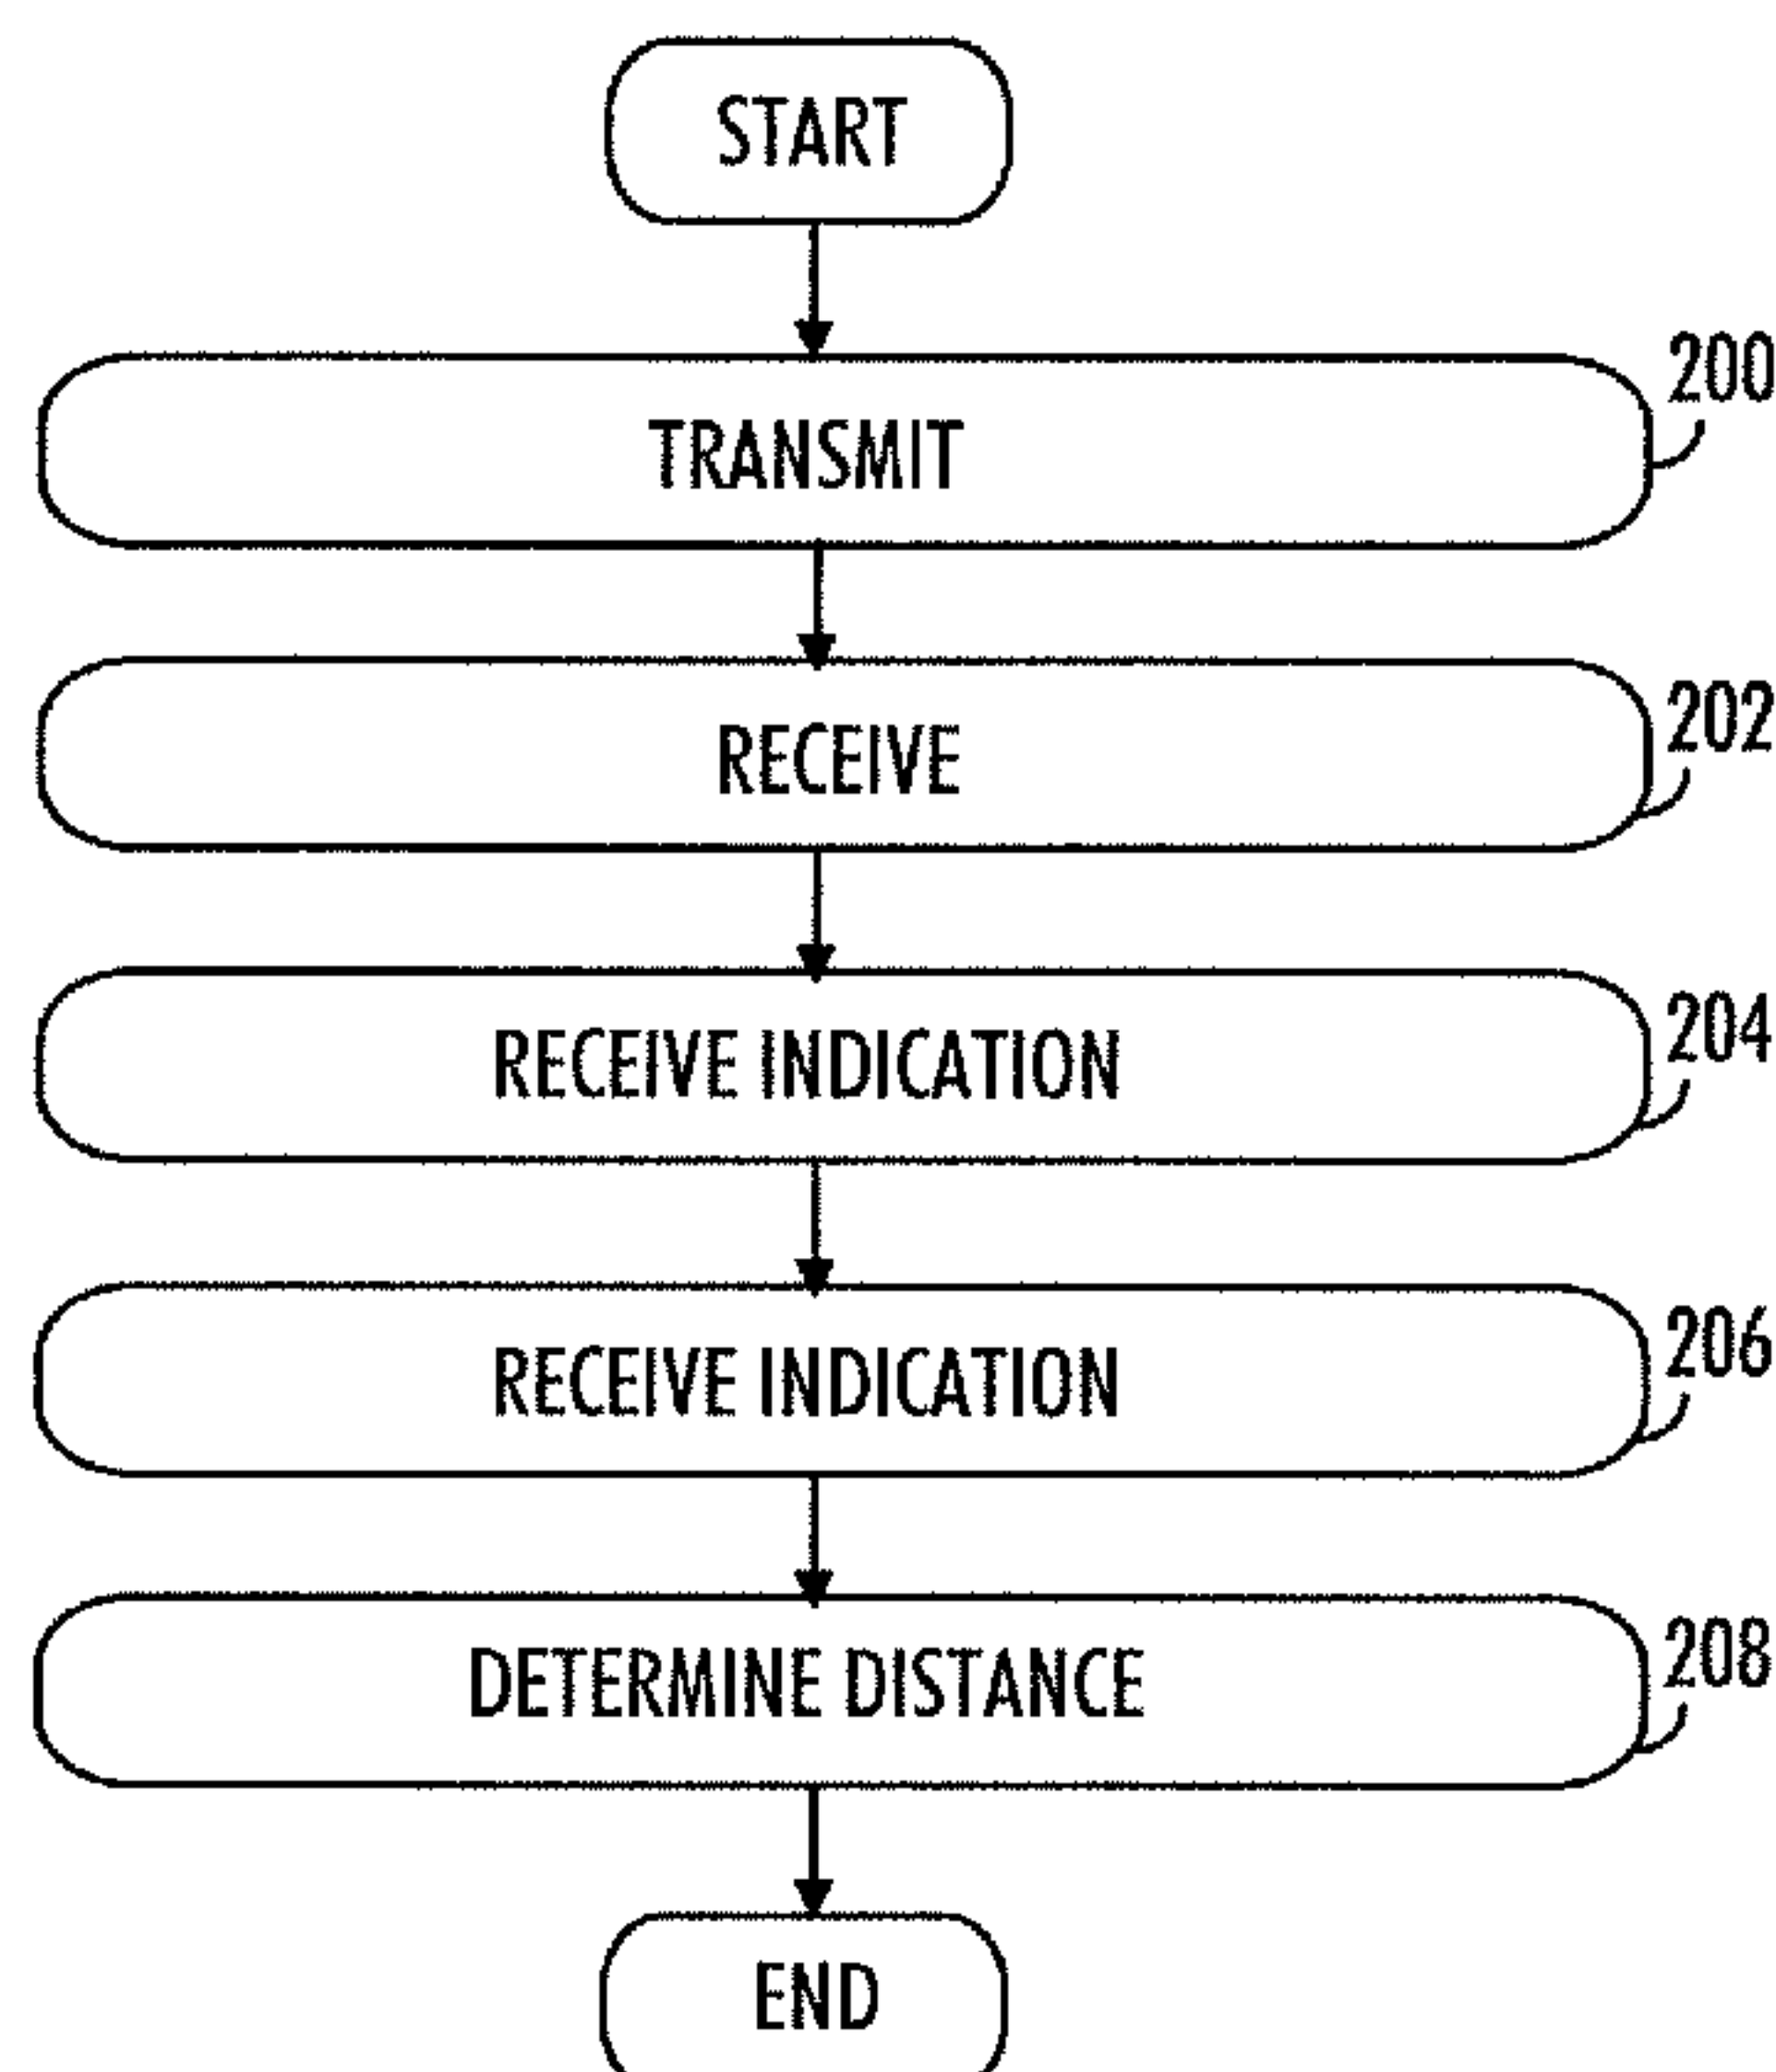 START
200
TRANSMIT
202
RECEIVE
204
RECEIVE INDICATION
206
RECEIVE INDICATION
208
DETERMINE DISTANCE
END